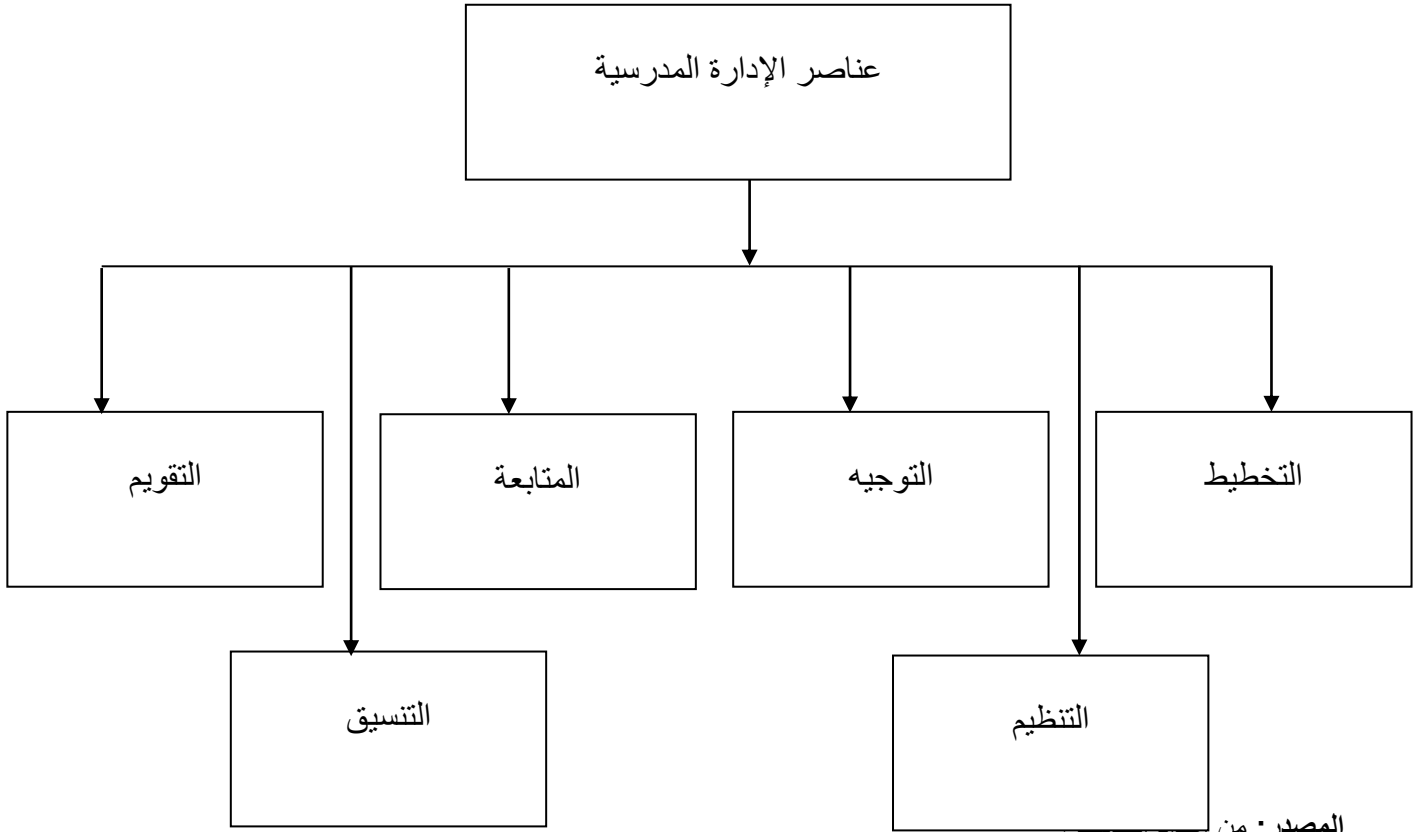 عناصر الإدارة المدرسية
التخطيط
التوجيه
المتابعة
التقويم
التنظيم
التنسيق
المصدر: من